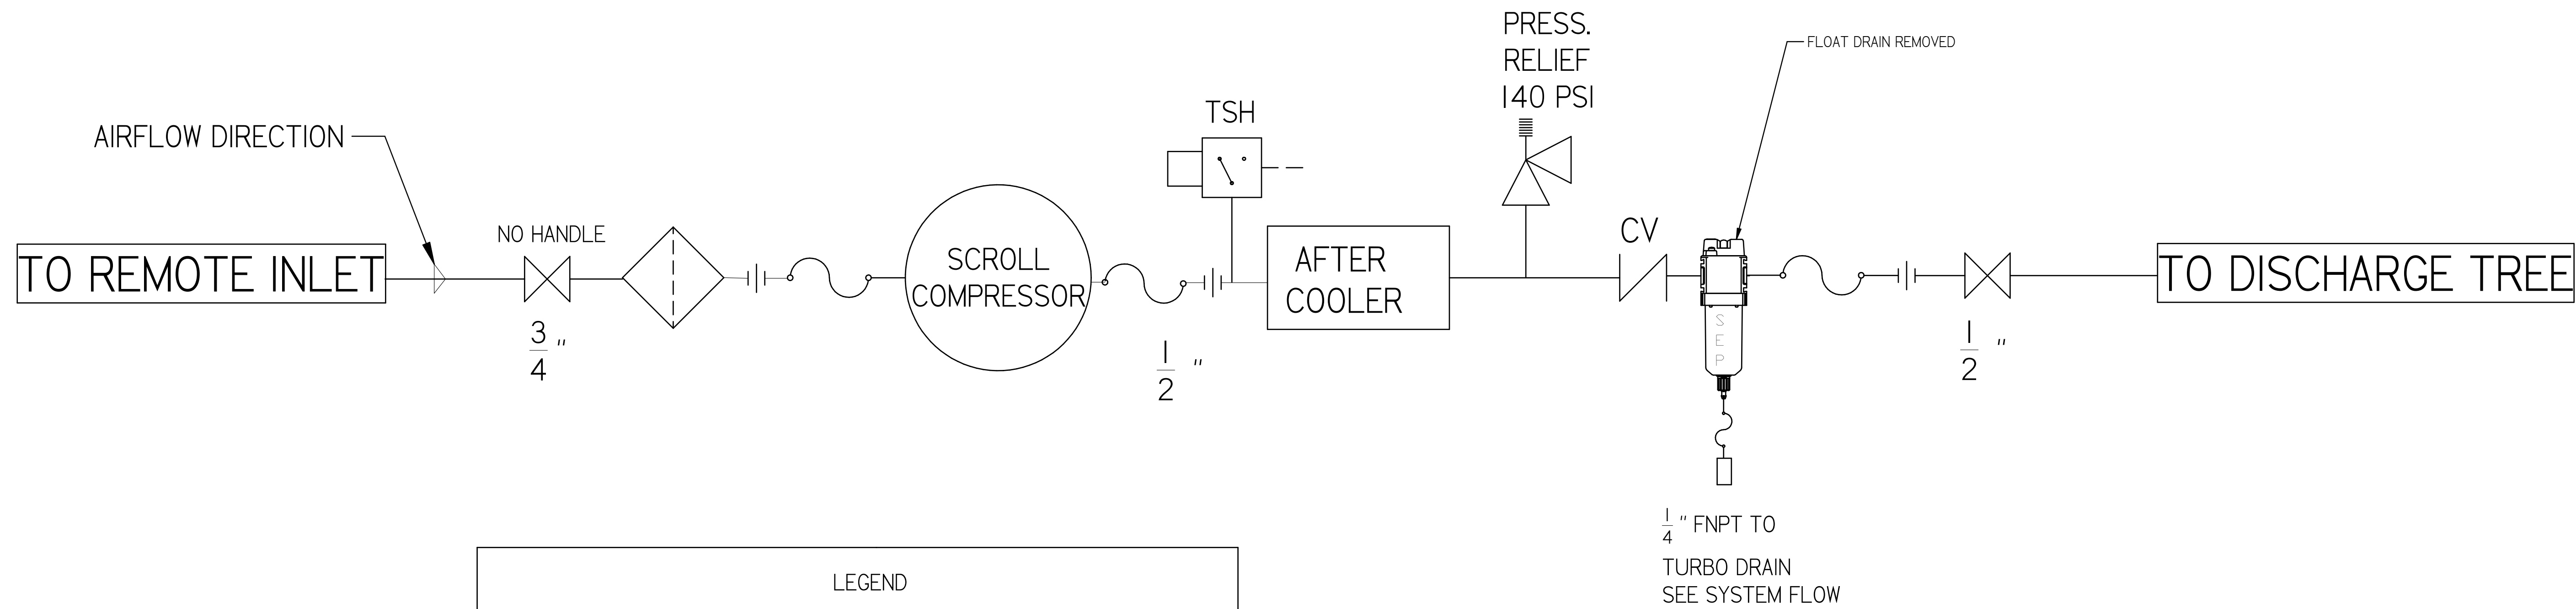 PRESS.
RELIEF
140 PSI
FLOAT DRAIN REMOVED
TSH
AIRFLOW DIRECTION
NO HANDLE
CV
TO REMOTE INLET
SCROLL
COMPRESSOR
AFTER
COOLER
TO DISCHARGE TREE
S
E
P
3/4 "
1/2 "
1/2 "
1/4 " FNPT TO
TURBO DRAIN
SEE SYSTEM FLOW
LEGEND